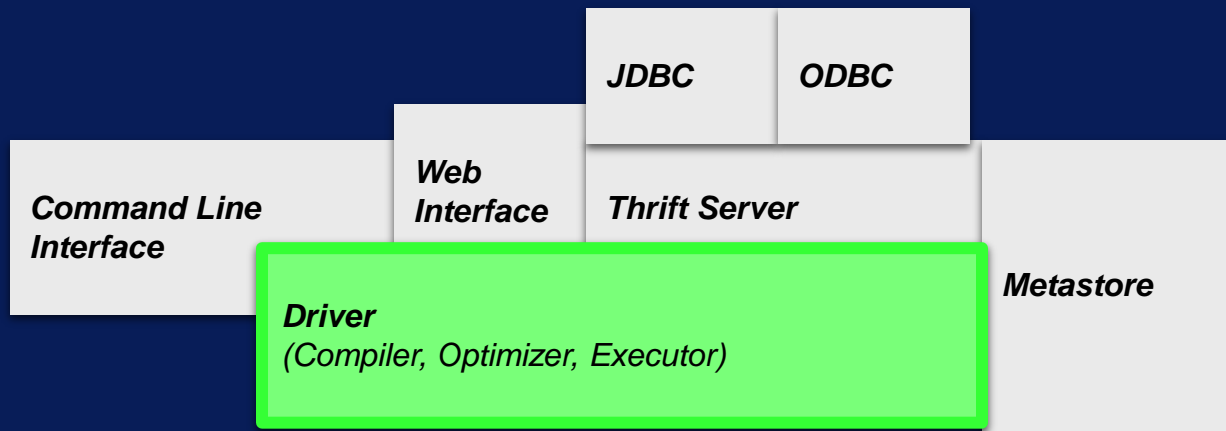 JDBC
ODBC
Web
Interface
Command Line
Interface
Thrift Server
Metastore
Driver
(Compiler, Optimizer, Executor)